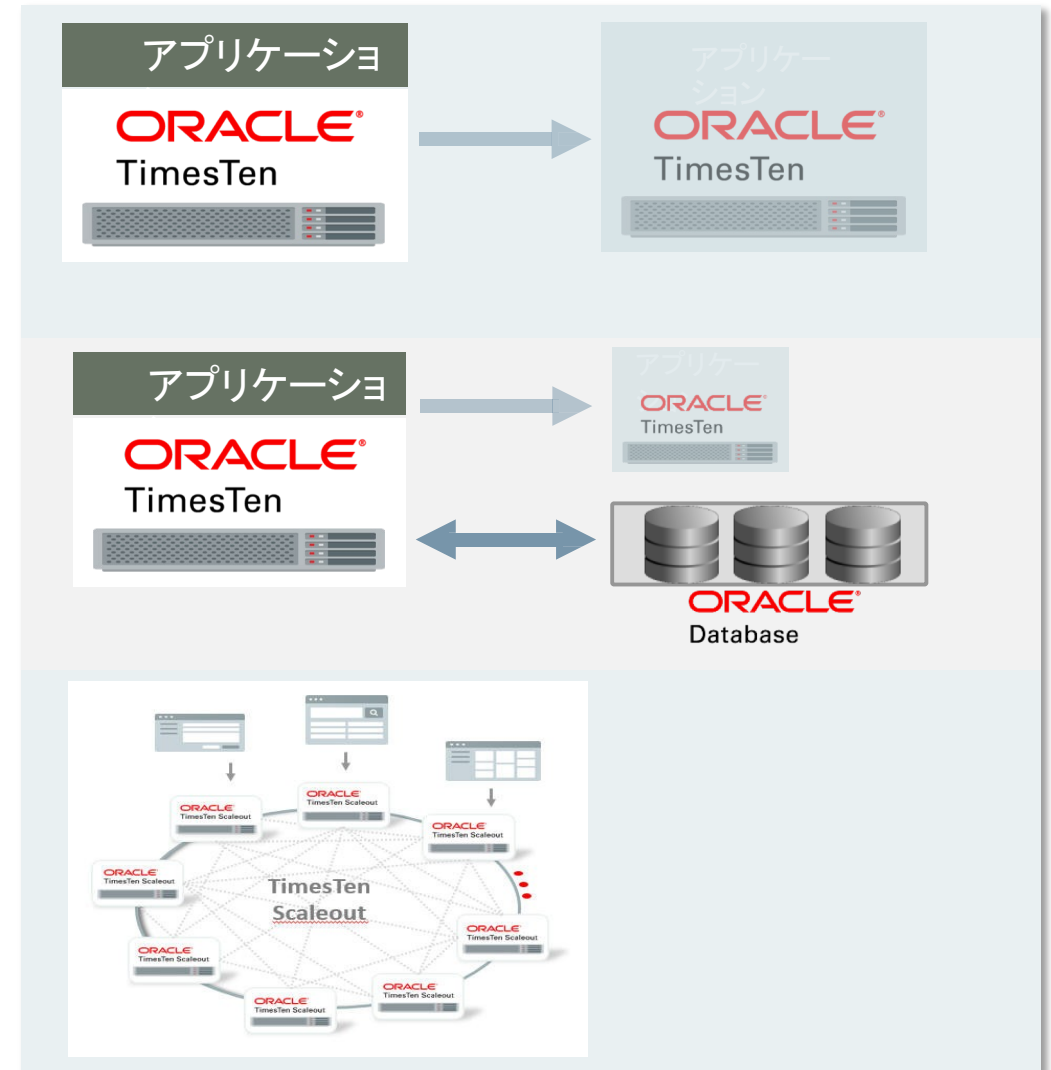 アプリケーショ
ORACLE®
TimesTen
アプリケー
ション
ORACLE®
TimesTen
アプリケーショ
ORACLE®
TimesTen
アプリケー
ORACLE®
TimesTen
ORACLE®
Database
ORACLE®
TimesTen Scaleout
ORACLE®
TimesTen Scaleout
ORACLE®
TimesTen Scaleout
ORACLE®
TimesTen Scaleout
TimesTen
Scaleout
ORACLE®
TimesTen Scaleout
ORACLE®
TimesTen Scaleout
ORACLE®
TimesTen Scaleout
ORACLE®
TimesTen Scaleout